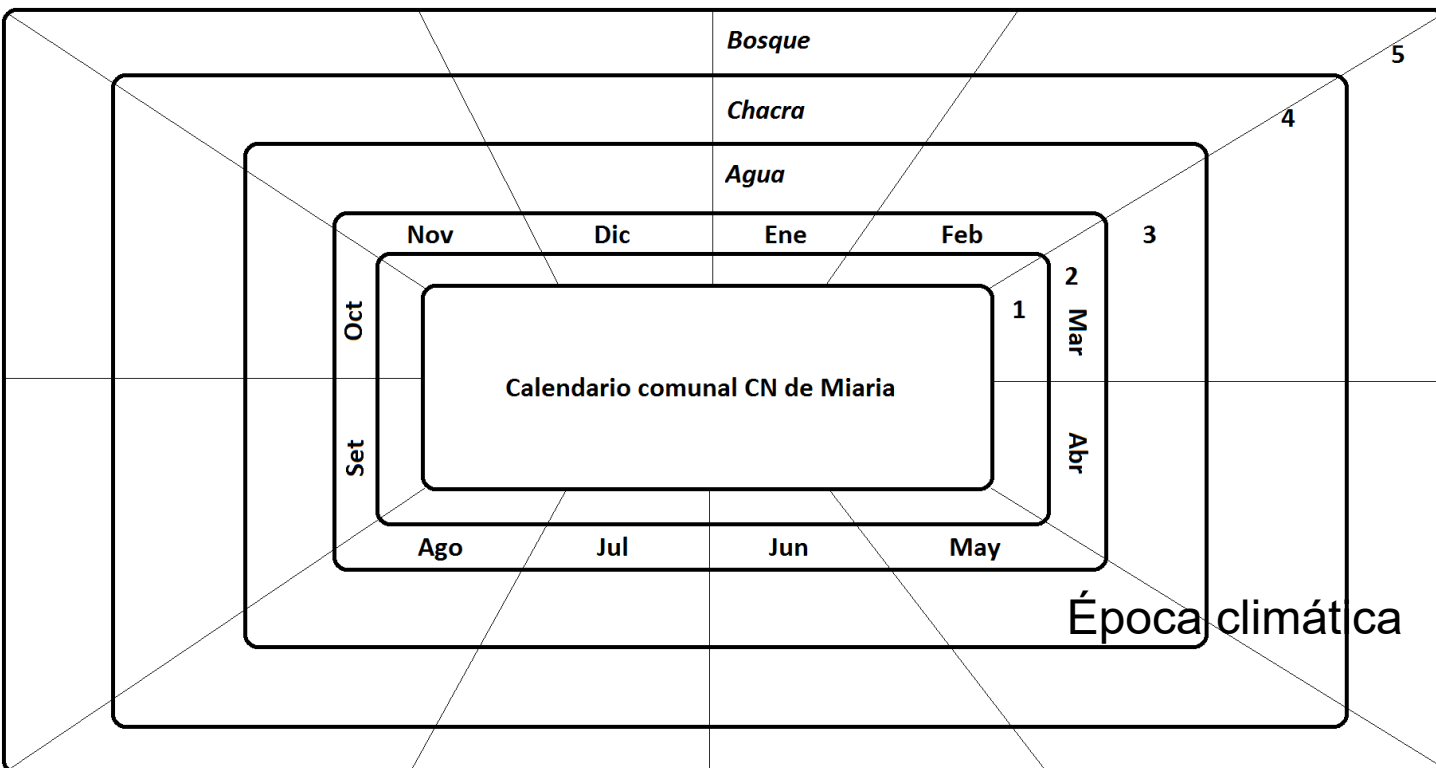 Bosque
5
Chacra
4
Agua
Nov Dic Ene Feb
3
2
Oct
1
Mar
Calendario comunal CN de Miaria
Set
Abr
Ago Jul Jun May
Época climática